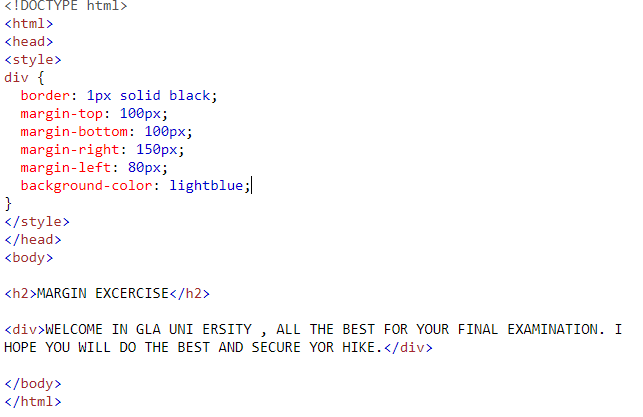 <!DOCTYPE html>
<html>
<head>
<style>
div {
  border: 1px solid black;
  margin-top: 100px;
  margin-bottom: 100px;
  margin-right: 150px;
  margin-left: 80px;
  background-color: lightblue;
}
</style>
</head>
<body>
<h2>MARGIN EXCERCISE</h2>
<div>WELCOME IN GLA UNI ERSITY , ALL THE BEST FOR YOUR FINAL EXAMINATION. I
HOPE YOU WILL DO THE BEST AND SECURE YOR HIKE.</div>
</body>
</html>